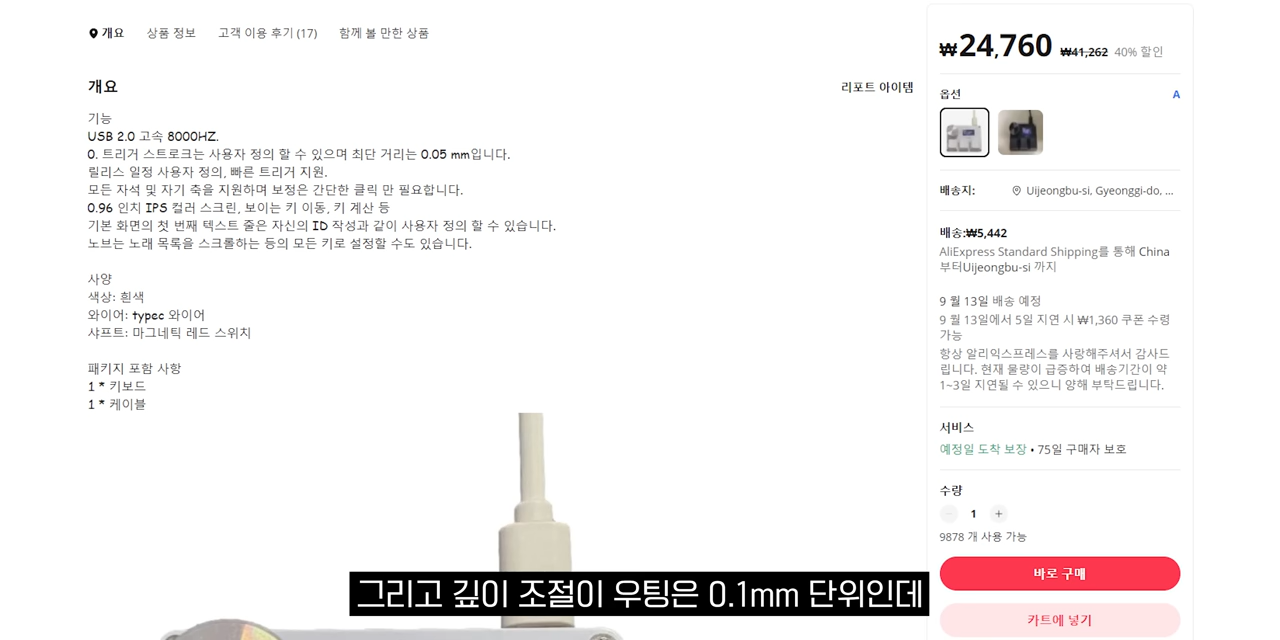 개요 상품 정보 고객 이용 후기 (17) 함께 볼 만한 상품
개요
리포트 아이템
기능
USB 2.0 고속 8000HZ.
0. 트리거 스트로크는 사용자 정의 할 수 있으며 최단 거리는 0.05 mm입니다.
릴리스 일정 사용자 정의, 빠른 트리거 지원.
모든 자석 및 자기 축을 지원하며 보정은 간단한 클릭 만 필요합니다.
0.96 인치 IPS 컬러 스크린, 보이는 키 이동, 키 계산 등
기본 화면의 첫 번째 텍스트 줄은 자신의 ID 작성과 같이 사용자 정의 할 수 있습니다.
노브는 노래 목록을 스크롤하는 등의 모든 키로 설정할 수도 있습니다.
사양
색상: 흰색
와이어: typec 와이어
샤프트: 마그네틱 레드 스위치
패키지 포함 사항
1 * 키보드
1 * 케이블
₩24,760 ₩41,262 40% 할인
옵션 A
배송지: Uijeongbu-si, Gyeonggi-do, ...
배송:₩5,442
AliExpress Standard Shipping를 통해 China
부터Uijeongbu-si 까지
9 월 13일 배송 예정
9 월 13일에서 5일 지연 시 ₩1,360 쿠폰 수령
가능
항상 알리익스프레스를 사랑해주셔서 감사드
립니다. 현재 물량이 급증하여 배송기간이 약
1~3일 지연될 수 있으니 양해 부탁드립니다.
서비스
예정일 도착 보장 • 75일 구매자 보호
수량
1 +
9878 개 사용 가능
바로 구매
카트에 넣기
그리고 깊이 조절이 우팅은 0.1mm 단위인데